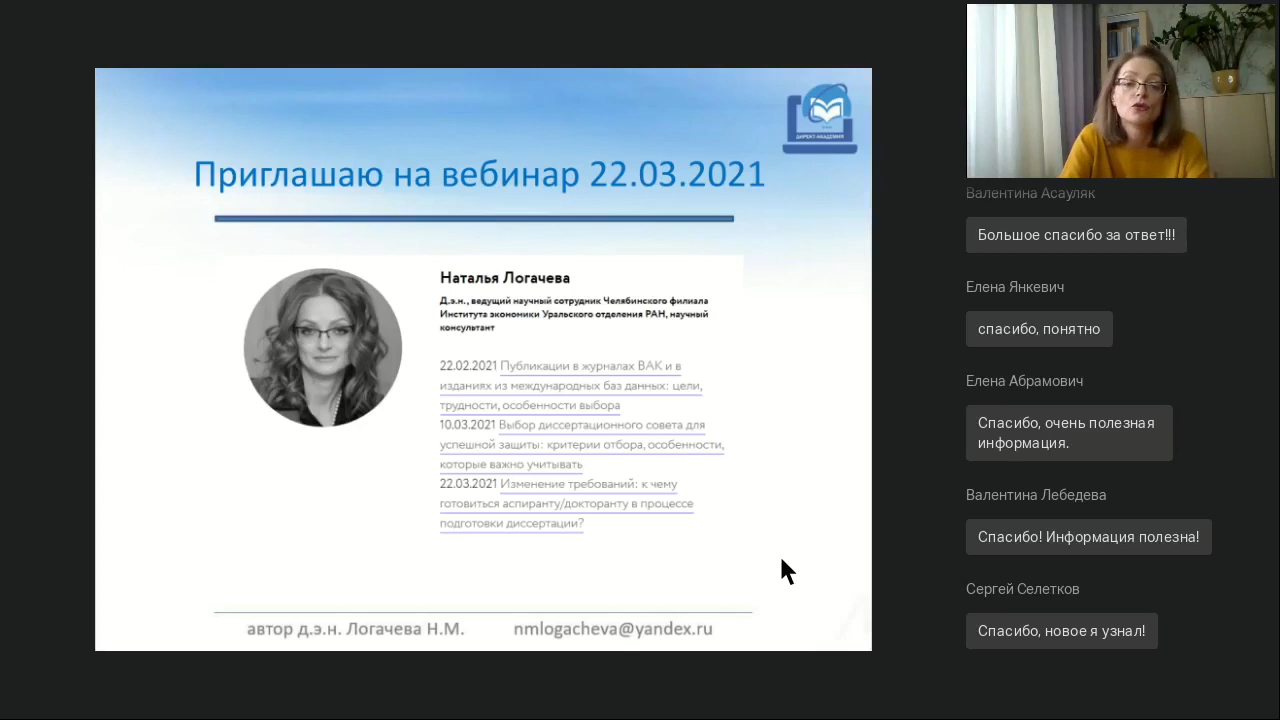 ДИРЕКТ-АКАДЕМИЯ
Приглашаю на вебинар 22.03.2021
Наталья Логачева
Д.э.н., ведущий научный сотрудник Челябинского филиала
Института экономики Уральского отделения РАН, научный
консультант
22.02.2021 Публикации в журналах ВАК и в
изданиях из международных баз данных: цели,
трудности, особенности выбора
10.03.2021 Выбор диссертационного совета для
успешной защиты: критерии отбора, особенности,
которые важно учитывать
22.03.2021 Изменение требований: к чему
готовиться аспиранту/докторанту в процессе
подготовки диссертации?
автор д.э.н. Логачева Н.М. nmlogacheva@yandex.ru
Валентина Асауляк
Большое спасибо за ответ!!!
Елена Янкевич
спасибо, понятно
Елена Абрамович
Спасибо, очень полезная
информация.
Валентина Лебедева
Спасибо! Информация полезна!
Сергей Селетков
Спасибо, новое я узнал!